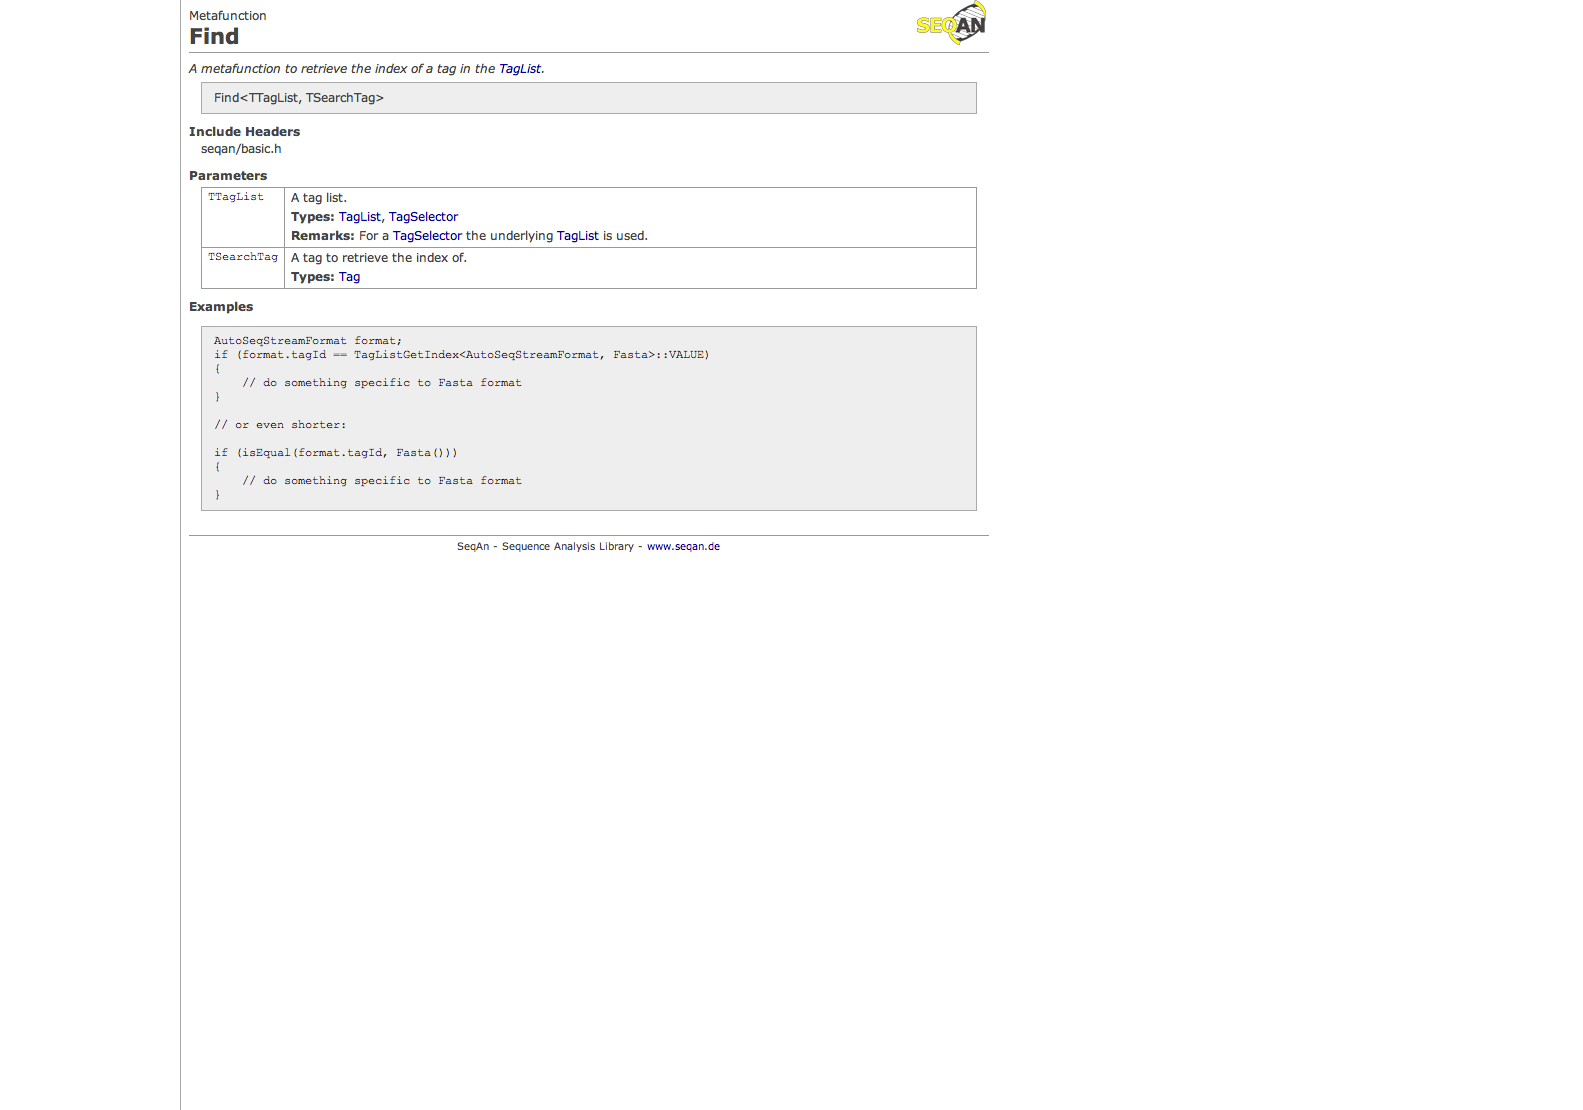 Metafunction
Find
SEQAN
A metafunction to retrieve the index of a tag in the TagList.
Find<TTagList, TSearchTag>
Include Headers
seqan/basic.h
Parameters
TTagList
A tag list.
Types: TagList, TagSelector
Remarks: For a TagSelector the underlying TagList is used.
TSearchTag
A tag to retrieve the index of.
Types: Tag
Examples
AutoSeqStreamFormat format;
if (format.tagId == TagListGetIndex<AutoSeqStreamFormat, Fasta>::VALUE)
{
    // do something specific to Fasta format
}
// or even shorter:
if (isEqual(format.tagId, Fasta()))
{
    // do something specific to Fasta format
}
SeqAn - Sequence Analysis Library - www.seqan.de